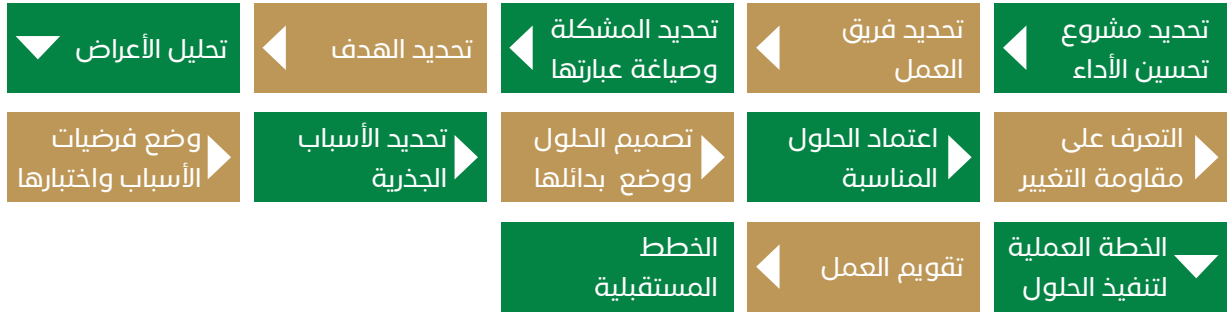 تحديد مشروع
تحسين الأداء
تحديد فريق
العمل
تحديد المشكلة
وصياغة عبارتها
تحديد الهدف
تحليل الأعراض
وضع فرضيات
الأسباب واختبارها
تحديد الأسباب
الجذرية
تصميم الحلول
ووضع بدائلها
اعتماد الحلول
المناسبة
التعرف على
مقاومة التغيير
الخطة العملية
لتنفيذ الحلول
تقويم العمل
الخطط
المستقبلية